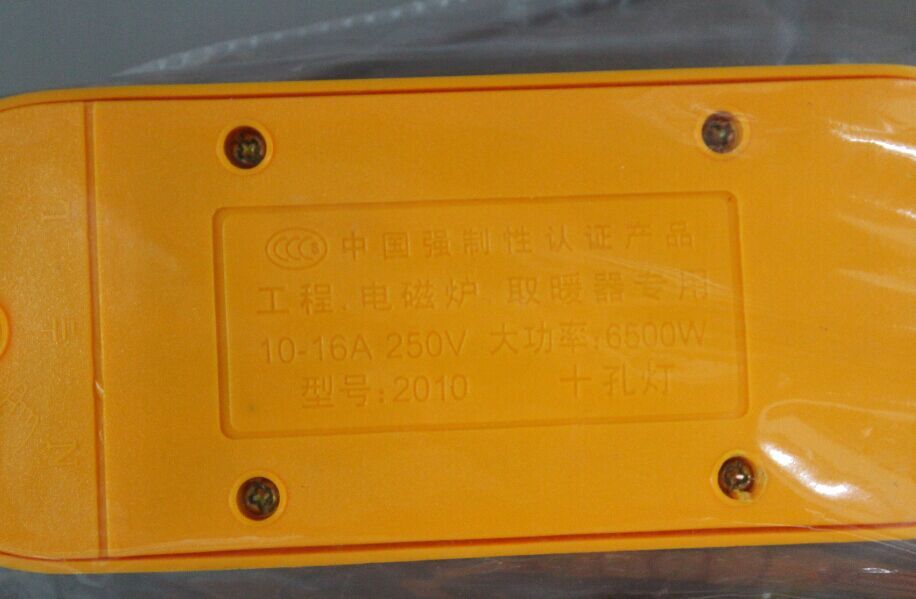 CCCS 中国强制性认证产品
工程、电磁炉、取暖器专用
10-16A 250V 大功率:6500W
型号:2010 十孔灯